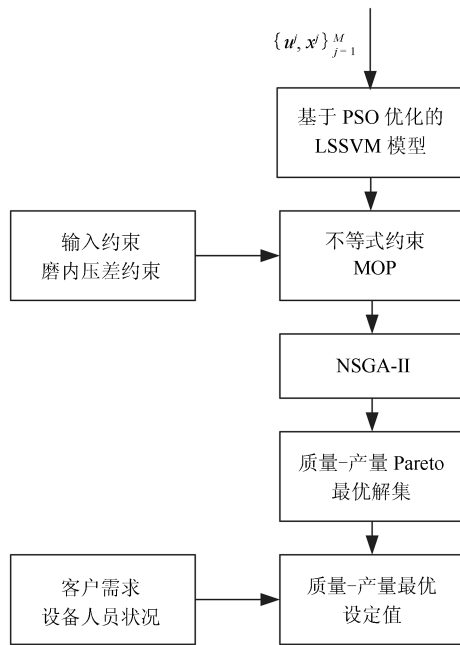 {u^j, x^j}_{j-1}^M
基于 PSO 优化的
LSSVM 模型
输入约束
磨内压差约束
不等式约束
MOP
NSGA-II
质量-产量 Pareto
最优解集
客户需求
设备人员状况
质量-产量最优
设定值